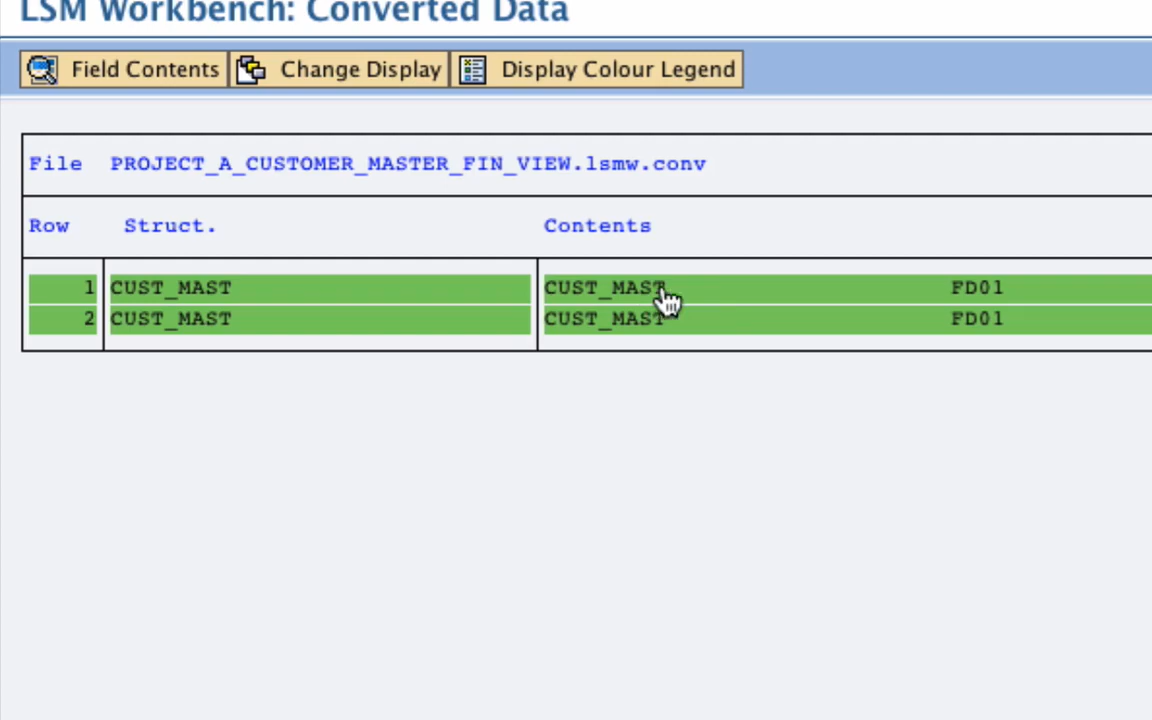 LSM Workbench: Converted Data
Field Contents Change Display Display Colour Legend
File PROJECT_A_CUSTOMER_MASTER_FIN_VIEW.lsmw.conv
Row Struct. Contents
1 CUST_MAST CUST_MAST FD01
2 CUST_MAST CUST_MAST FD01